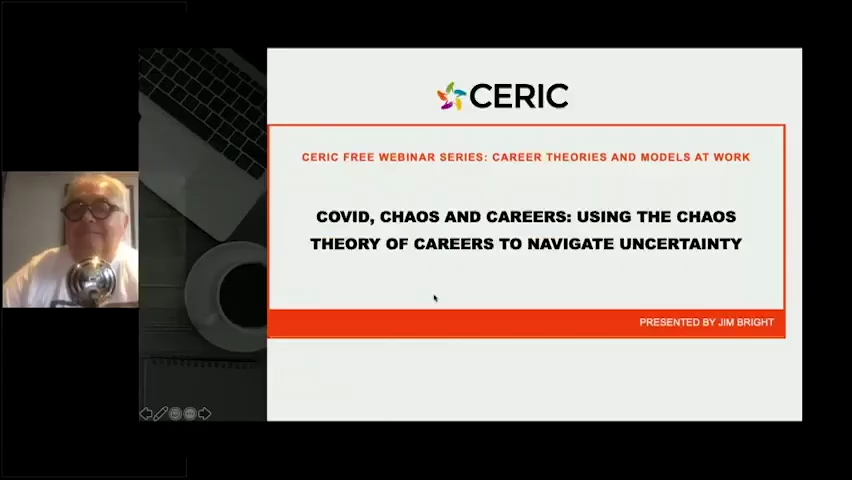 CERIC
CERIC FREE WEBINAR SERIES: CAREER THEORIES AND MODELS AT WORK
COVID, CHAOS AND CAREERS: USING THE CHAOS
THEORY OF CAREERS TO NAVIGATE UNCERTAINTY
PRESENTED BY JIM BRIGHT